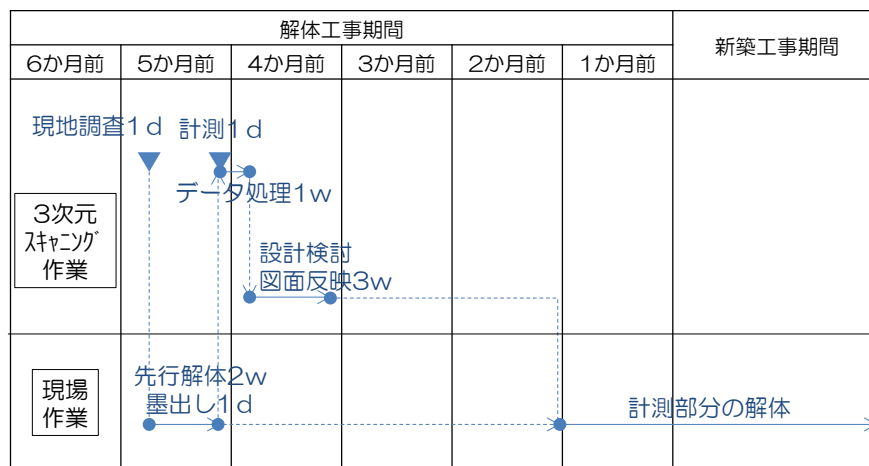 解体工事期間
新築工事期間
6か月前
5か月前
4か月前
3か月前
2か月前
1か月前
現地調査1d
計測1d
データ処理1w
3次元
ｽｷｬﾆﾝｸﾞ
作業
設計検討
図面反映3w
現場
作業
先行解体2w
墨出し1d
計測部分の解体